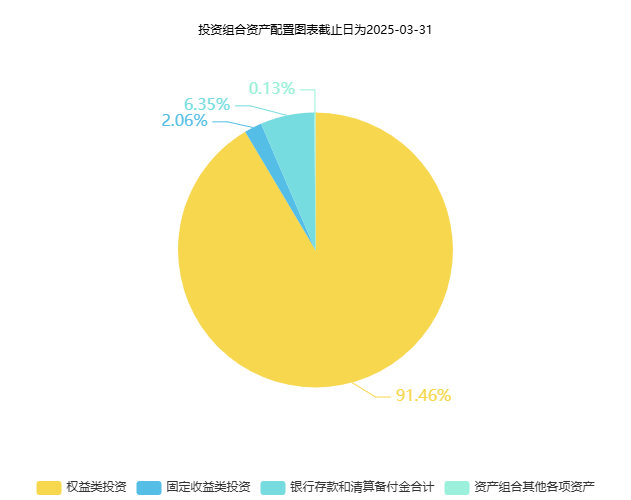 投资组合资产配置图表截止日为2025-03-31
0.13%
6.35%
2.06%
91.46%
权益类投资 固定收益类投资 银行存款和清算备付金合计 资产组合其他各项资产